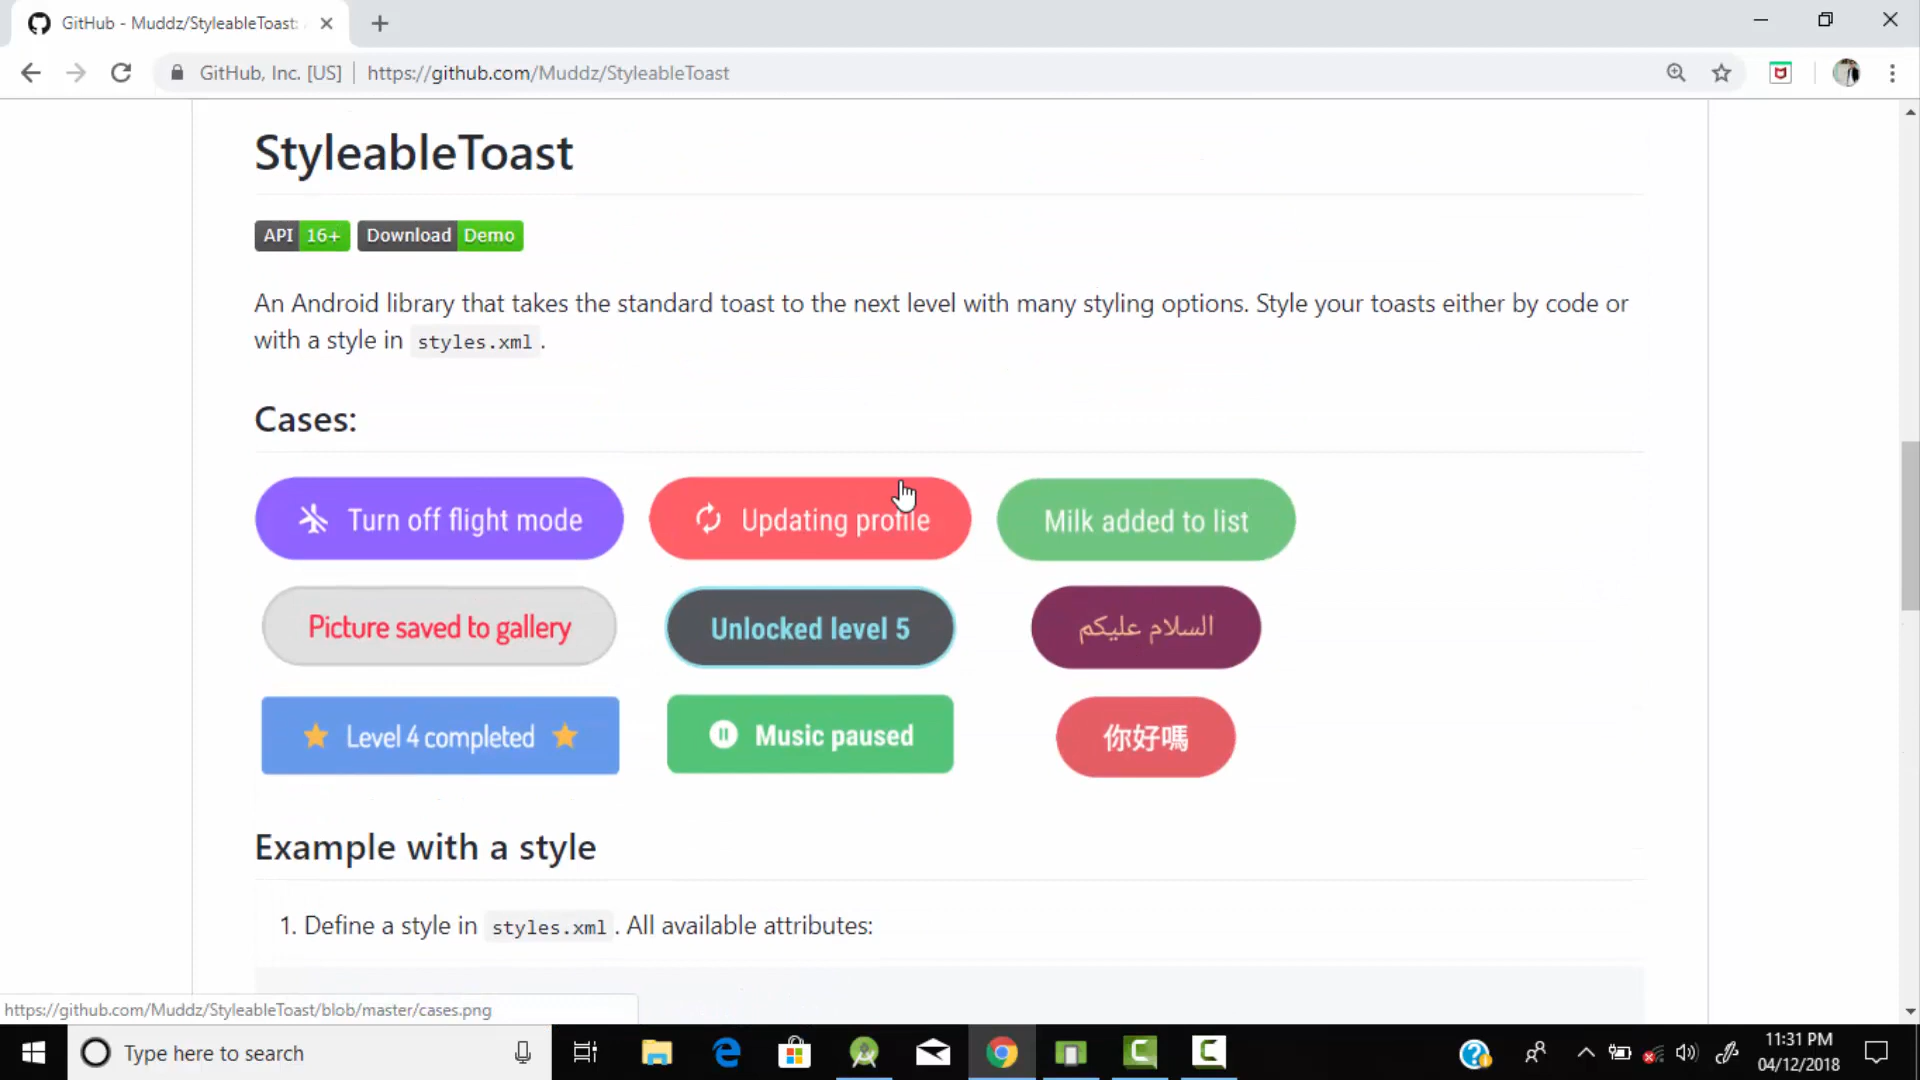 GitHub - Muddz/StyleableToast:
GitHub, Inc. [US]
https://github.com/Muddz/StyleableToast
StyleableToast
API 16+ Download Demo
An Android library that takes the standard toast to the next level with many styling options. Style your toasts either by code or
with a style in styles.xml.
Cases:
Turn off flight mode
Updating profile
Milk added to list
Picture saved to gallery
Unlocked level 5
السلام عليكم
Level 4 completed
Music paused
你好嗎
Example with a style
1. Define a style in styles.xml. All available attributes:
https://github.com/Muddz/StyleableToast/blob/master/cases.png
Type here to search
11:31 PM
04/12/2018